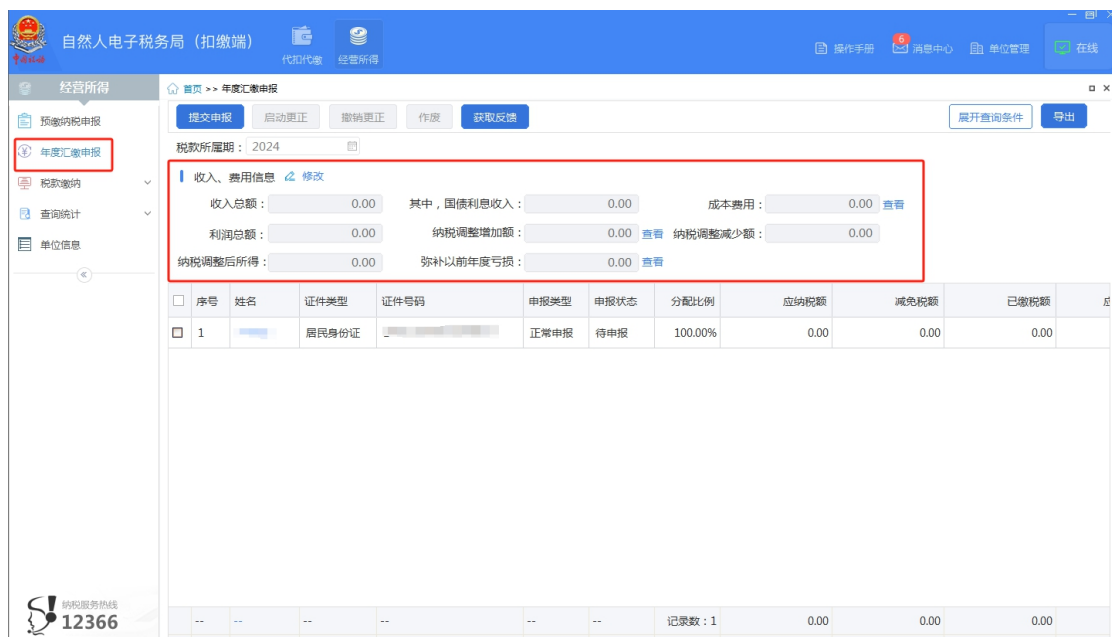 自然人电子税务局（扣缴端）
代扣代缴
经营所得
操作手册
6
消息中心
单位管理
在线
经营所得
首页 >> 年度汇缴申报
预缴纳税申报
年度汇缴申报
税款缴纳
查询统计
单位信息
提交申报 启动更正 撤销更正 作废 获取反馈 展开查询条件 导出
税款所属期：2024
收入、费用信息 修改
收入总额： 0.00 其中，国债利息收入： 0.00 成本费用： 0.00 查看
利润总额： 0.00 纳税调整增加额： 0.00 查看 纳税调整减少额： 0.00
纳税调整后所得： 0.00 弥补以前年度亏损： 0.00 查看
序号 姓名 证件类型 证件号码 申报类型 申报状态 分配比例 应纳税额 减免税额 已缴税额
1 居民身份证 正常申报 待申报 100.00% 0.00 0.00 0.00
-- -- -- -- -- -- 记录数：1 0.00 0.00 0.00
纳税服务热线
12366